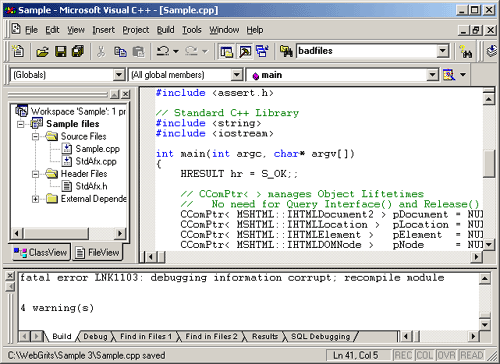 Sample - Microsoft Visual C++ - [Sample.cpp]
File Edit View Insert Project Build Tools Window Help
badfiles
(Globals) (All global members) main
Workspace 'Sample': 1 pr
Sample files
Source Files
Sample.cpp
StdAfx.cpp
Header Files
StdAfx.h
External Depende
ClassView FileView
#include <assert.h>
// Standard C++ Library
#include <string>
#include <iostream>
int main(int argc, char* argv[])
{
HRESULT hr = S_OK;;
// CComPtr< > manages Object Liftetimes
// No need for Query Interface() and Release()
CComPtr< MSHTML::IHTMLDocument2 > pDocument = NUI
CComPtr< MSHTML::IHTMLLocation > pLocation = NUI
CComPtr< MSHTML::IHTMLElement > pElement = NUI
CComPtr< MSHTML::IHTMLDOMNode > pNode = NUI
fatal error LNK1103: debugging information corrupt; recompile module
4 warning(s)
Build Debug Find in Files 1 Find in Files 2 Results SQL Debugging
C:\WebGrits\Sample 3\Sample.cpp saved Ln 41, Col 5 REC COL OVR READ